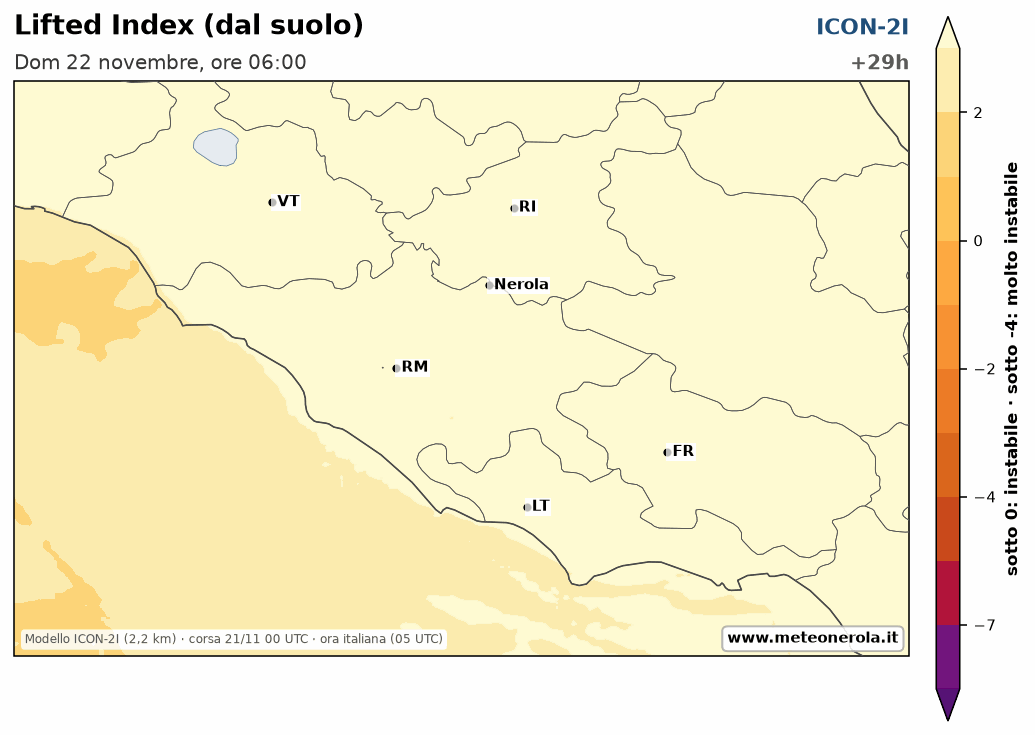 Lifted Index (dal suolo)
ICON-2I
Dom 22 novembre, ore 06:00
+29h
VT
RI
Nerola
RM
FR
LT
Modello ICON-2I (2,2 km) · corsa 21/11 00 UTC · ora italiana (05 UTC)
www.meteonerola.it
2
0
−2
−4
−7
sotto 0: instabile · sotto -4: molto instabile